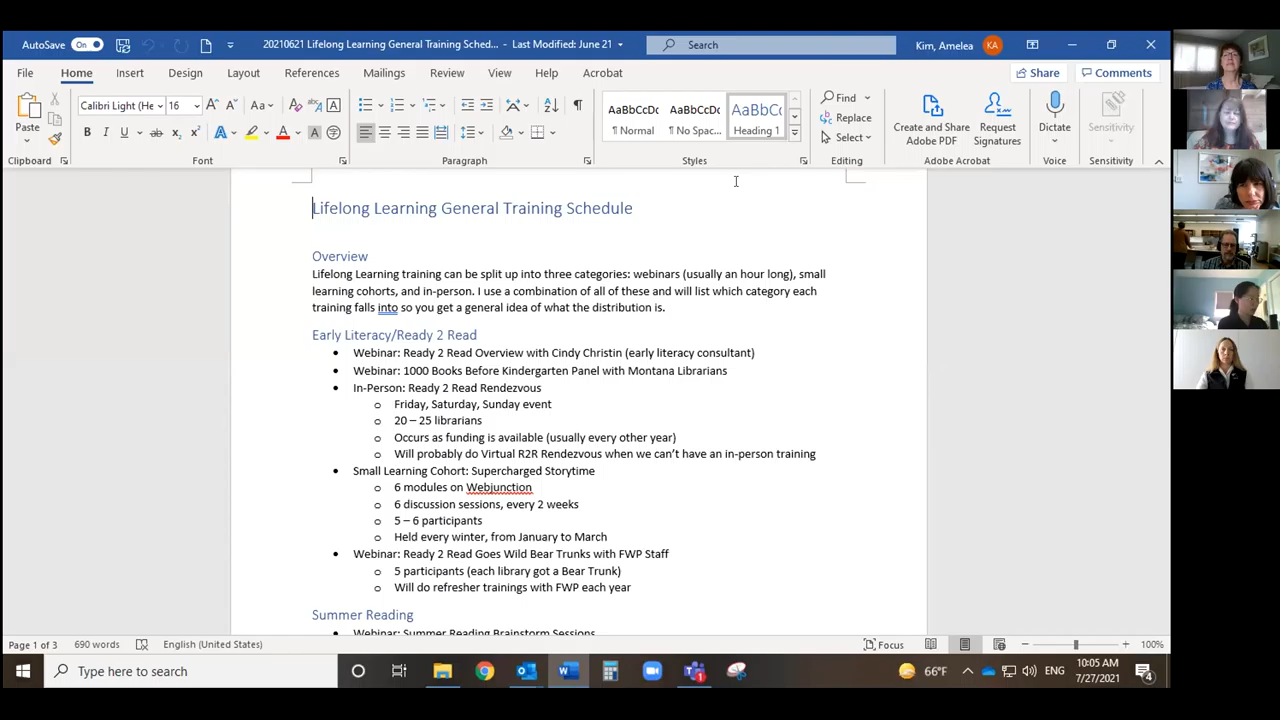 AutoSave On 20210621 Lifelong Learning General Training Sched... - Last Modified: June 21 Search Kim, Amelea KA
File Home Insert Design Layout References Mailings Review View Help Acrobat Share Comments
Paste Calibri Light (He 16 Aa A AaBbCcDc AaBbCcDc AaBbCc Find
B I U ab x₂ x² A A ¶ Normal ¶ No Spac... Heading 1 Replace
Select Create and Share Adobe PDF Request Signatures Dictate Sensitivity
Clipboard Font Paragraph Styles Editing Adobe Acrobat Voice Sensitivity
Lifelong Learning General Training Schedule
Overview
Lifelong Learning training can be split up into three categories: webinars (usually an hour long), small
learning cohorts, and in-person. I use a combination of all of these and will list which category each
training falls into so you get a general idea of what the distribution is.
Early Literacy/Ready 2 Read
• Webinar: Ready 2 Read Overview with Cindy Christin (early literacy consultant)
• Webinar: 1000 Books Before Kindergarten Panel with Montana Librarians
• In-Person: Ready 2 Read Rendezvous
o Friday, Saturday, Sunday event
o 20 – 25 librarians
o Occurs as funding is available (usually every other year)
o Will probably do Virtual R2R Rendezvous when we can't have an in-person training
• Small Learning Cohort: Supercharged Storytime
o 6 modules on Webjunction
o 6 discussion sessions, every 2 weeks
o 5 – 6 participants
o Held every winter, from January to March
• Webinar: Ready 2 Read Goes Wild Bear Trunks with FWP Staff
o 5 participants (each library got a Bear Trunk)
o Will do refresher trainings with FWP each year
Summer Reading
• Webinar: Summer Reading Brainstorm Sessions
Page 1 of 3 690 words English (United States) Focus 100%
Type here to search 66°F ENG 10:05 AM
7/27/2021 4